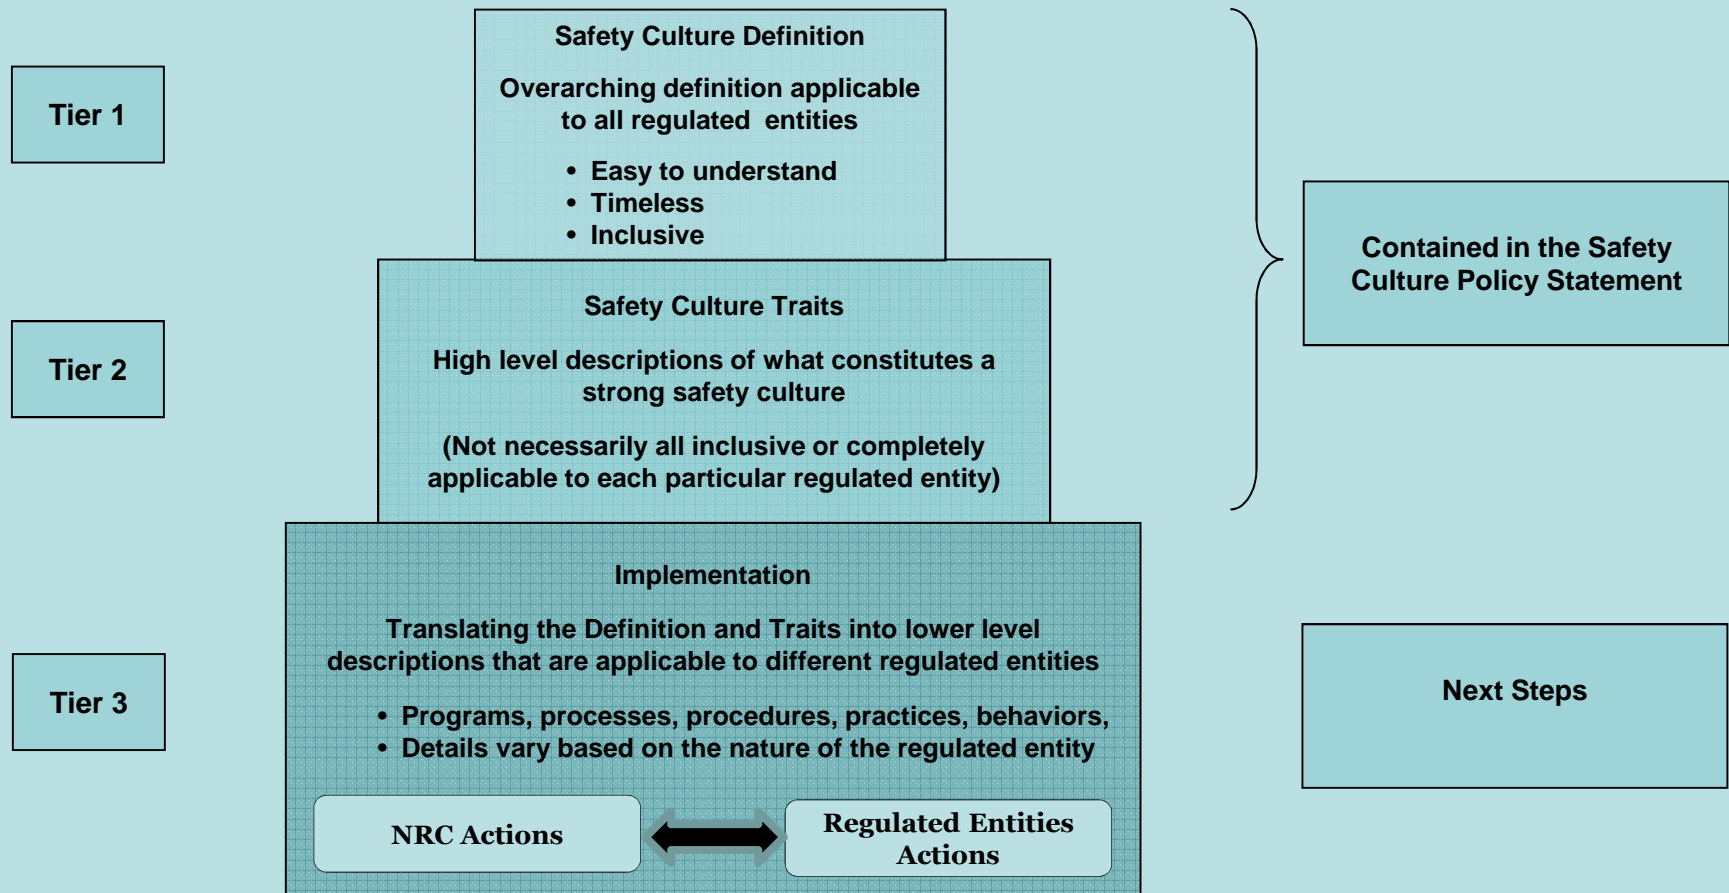 Tier 1
Safety Culture Definition
Overarching definition applicable
to all regulated entities
• Easy to understand
• Timeless
• Inclusive
Contained in the Safety
Culture Policy Statement
Tier 2
Safety Culture Traits
High level descriptions of what constitutes a
strong safety culture
(Not necessarily all inclusive or completely
applicable to each particular regulated entity)
Tier 3
Implementation
Translating the Definition and Traits into lower level
descriptions that are applicable to different regulated entities
• Programs, processes, procedures, practices, behaviors,
• Details vary based on the nature of the regulated entity
NRC Actions
Regulated Entities
Actions
Next Steps